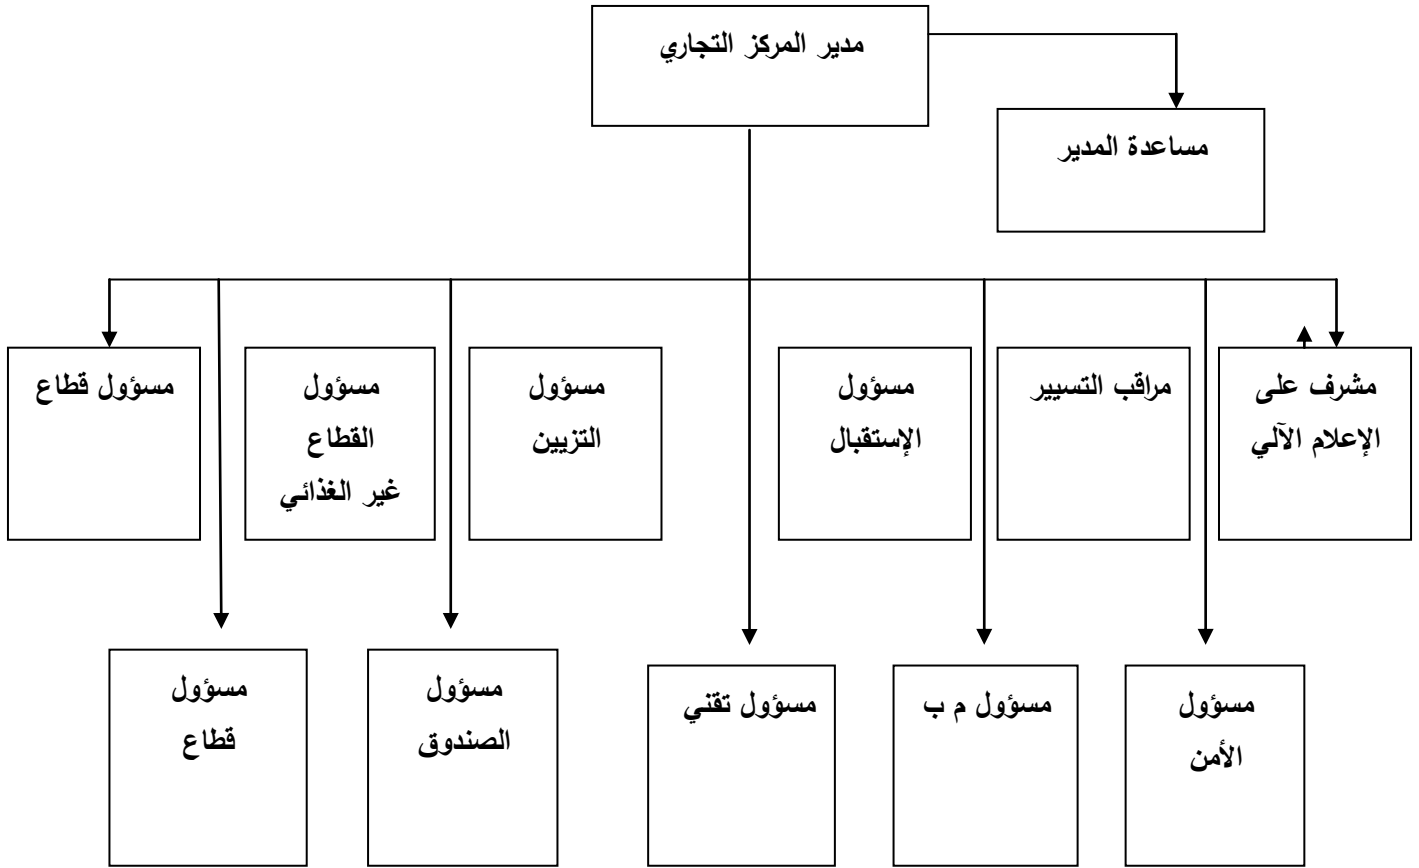 مدير المركز التجاري
مساعدة المدير
مشرف على
الإعلام الآلي
مراقب التسيير
مسؤول
الإستقبال
مسؤول
التزيين
مسؤول
القطاع
غير الغذائي
مسؤول قطاع
مسؤول
الأمن
مسؤول م ب
مسؤول تقني
مسؤول
الصندوق
مسؤول
قطاع